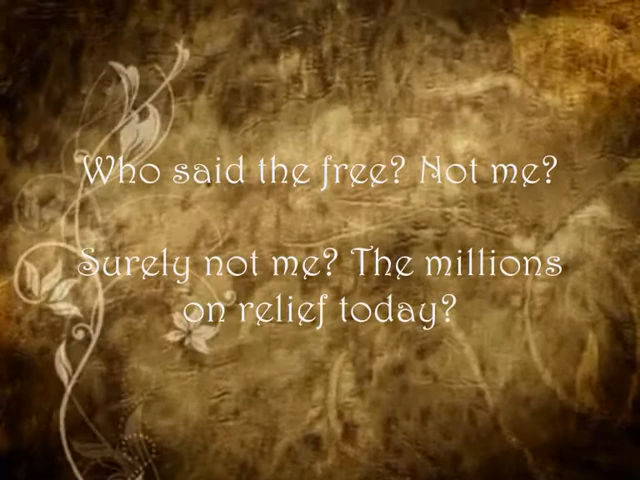 Who said the free? Not me?
Surely not me? The millions
on relief today?